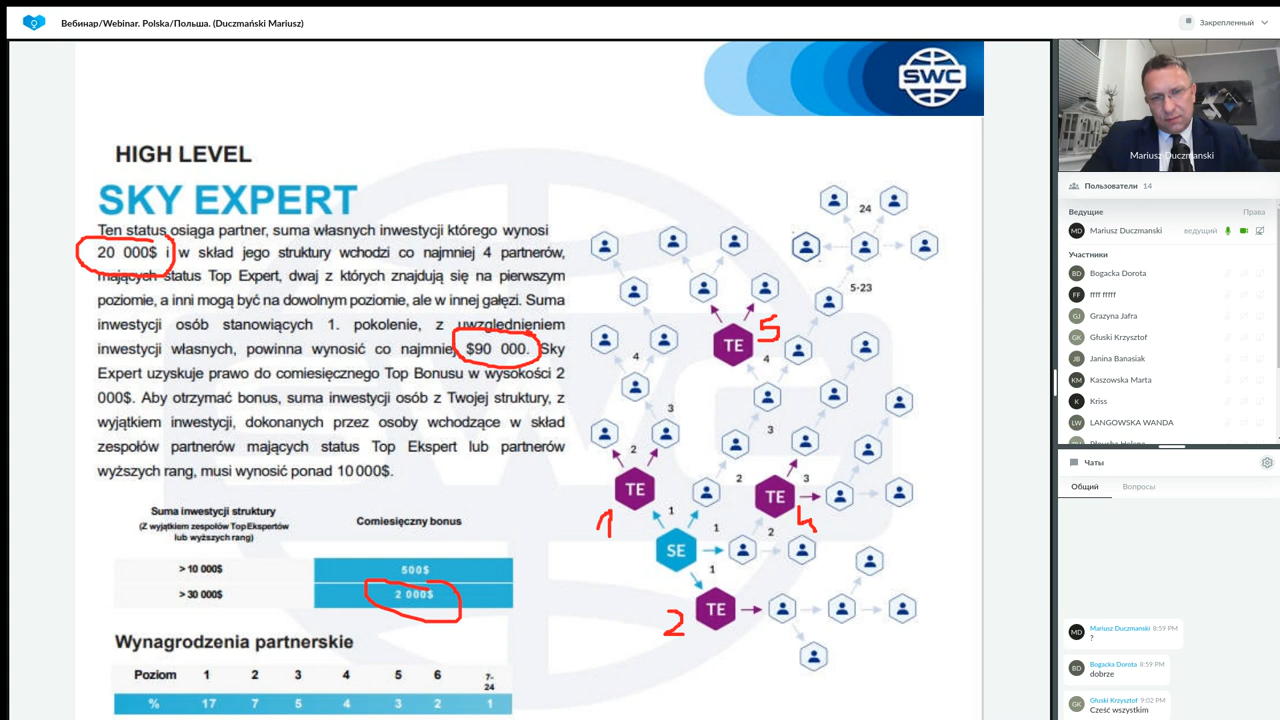 Вебинар/Webinar. Polska/Польша. (Duczmański Mariusz)
Закрепленный
SWC
HIGH LEVEL
SKY EXPERT
Ten status osiąga partner, suma własnych inwestycji którego wynosi
20 000$ i w skład jego struktury wchodzi co najmniej 4 partnerów,
mających status Top Expert, dwaj z których znajdują się na pierwszym
poziomie, a inni mogą być na dowolnym poziomie, ale w innej gałęzi. Suma
inwestycji osób stanowiących 1. pokolenie, z uwzględnieniem
inwestycji własnych, powinna wynosić co najmniej $90 000. Sky
Expert uzyskuje prawo do comiesięcznego Top Bonusu w wysokości 2
000$. Aby otrzymać bonus, suma inwestycji osób z Twojej struktury, z
wyjątkiem inwestycji, dokonanych przez osoby wchodzące w skład
zespołów partnerów mających status Top Ekspert lub partnerów
wyższych rang, musi wynosić ponad 10 000$.
Suma inwestycji struktury
(Z wyjątkiem zespołów Top Ekspertów
lub wyższych rang)
Comiesięczny bonus
> 10 000$ 500$
> 30 000$ 2 000$
Wynagrodzenia partnerskie
Poziom 1 2 3 4 5 6 7-24
% 17 7 5 4 3 2 1
24
5-23
TE 5
4
4
3
3
2
2
TE
TE
3
1
1
1
4
2
1
SE
2
TE
Mariusz Duczmanski
Пользователи 14
Ведущие Права
MD Mariusz Duczmanski ведущий
Участники
BD Bogacka Dorota
FF ffff fffff
GJ Grazyna Jafra
GK Głuski Krzysztof
JB Janina Banasiak
KM Kaszowska Marta
K Kriss
LW LANGOWSKA WANDA
Чаты
Общий Вопросы
MD Mariusz Duczmanski 8:59 PM
?
BD Bogacka Dorota 8:59 PM
dobrze
GK Głuski Krzysztof 9:02 PM
Cześć wszystkim